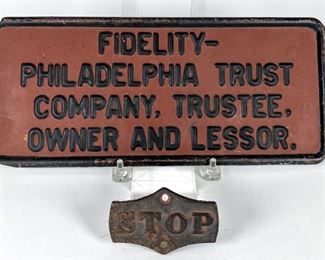 FIDELITY-
PHILADELPHIA TRUST
COMPANY, TRUSTEE,
OWNER AND LESSOR.
STOP